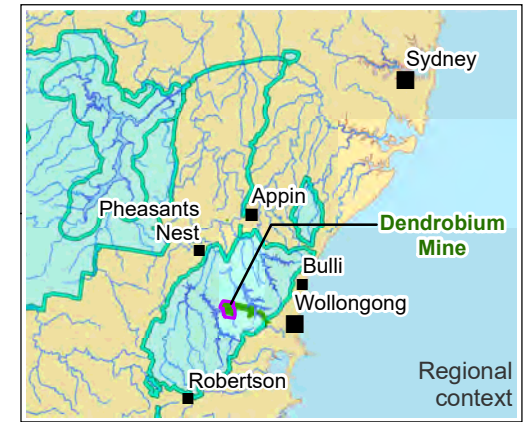 Sydney
Appin
Pheasants
Nest
Dendrobium
Mine
Bulli
Wollongong
Robertson
Regional
context